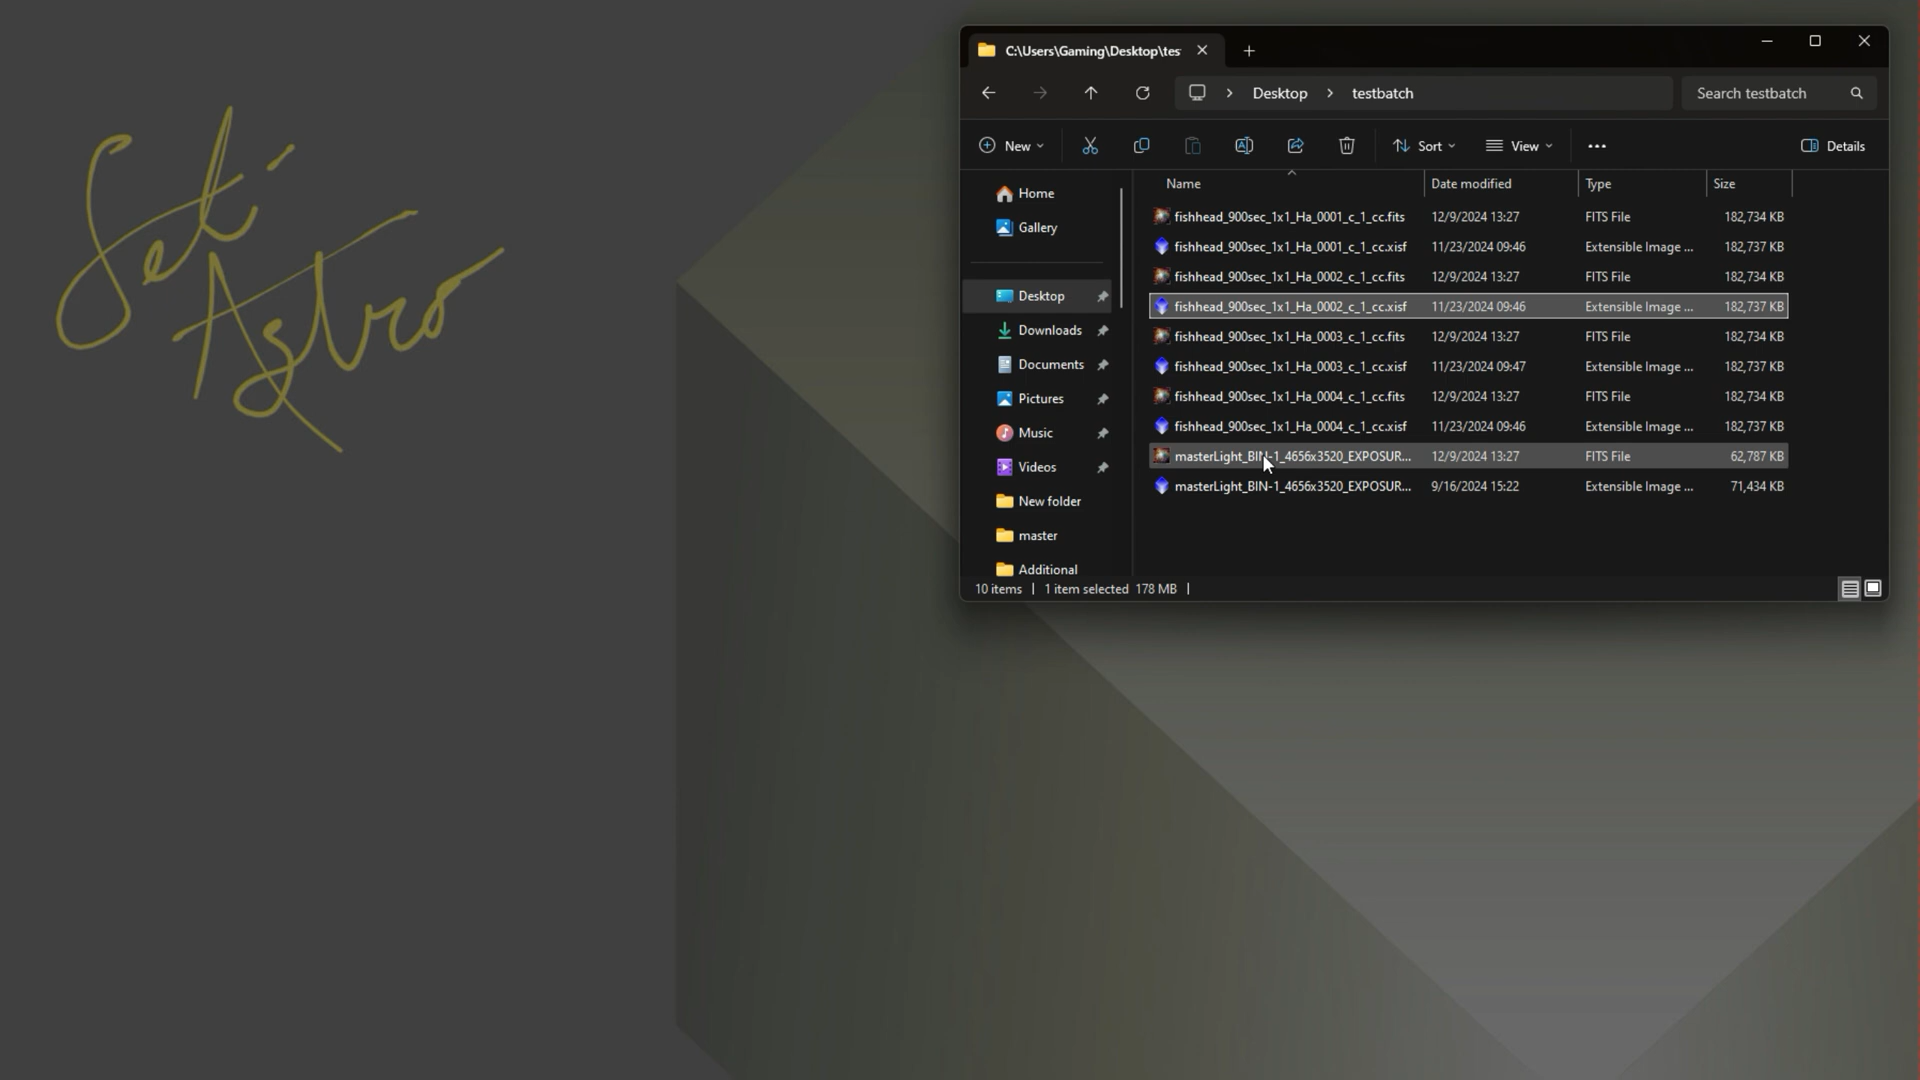 Seti
Astro
C:\Users\Gaming\Desktop\tes
Desktop
testbatch
Search testbatch
New
Sort
View
Details
Name Date modified Type Size
Home
Gallery
Desktop
Downloads
Documents
Pictures
Music
Videos
New folder
master
Additional
fishhead_900sec_1x1_Ha_0001_c_1_cc.fits 12/9/2024 13:27 FITS File 182,734 KB
fishhead_900sec_1x1_Ha_0001_c_1_cc.xisf 11/23/2024 09:46 Extensible Image ... 182,737 KB
fishhead_900sec_1x1_Ha_0002_c_1_cc.fits 12/9/2024 13:27 FITS File 182,734 KB
fishhead_900sec_1x1_Ha_0002_c_1_cc.xisf 11/23/2024 09:46 Extensible Image ... 182,737 KB
fishhead_900sec_1x1_Ha_0003_c_1_cc.fits 12/9/2024 13:27 FITS File 182,734 KB
fishhead_900sec_1x1_Ha_0003_c_1_cc.xisf 11/23/2024 09:47 Extensible Image ... 182,737 KB
fishhead_900sec_1x1_Ha_0004_c_1_cc.fits 12/9/2024 13:27 FITS File 182,734 KB
fishhead_900sec_1x1_Ha_0004_c_1_cc.xisf 11/23/2024 09:46 Extensible Image ... 182,737 KB
masterLight_BIN-1_4656x3520_EXPOSUR... 12/9/2024 13:27 FITS File 62,787 KB
masterLight_BIN-1_4656x3520_EXPOSUR... 9/16/2024 15:22 Extensible Image ... 71,434 KB
10 items | 1 item selected 178 MB |